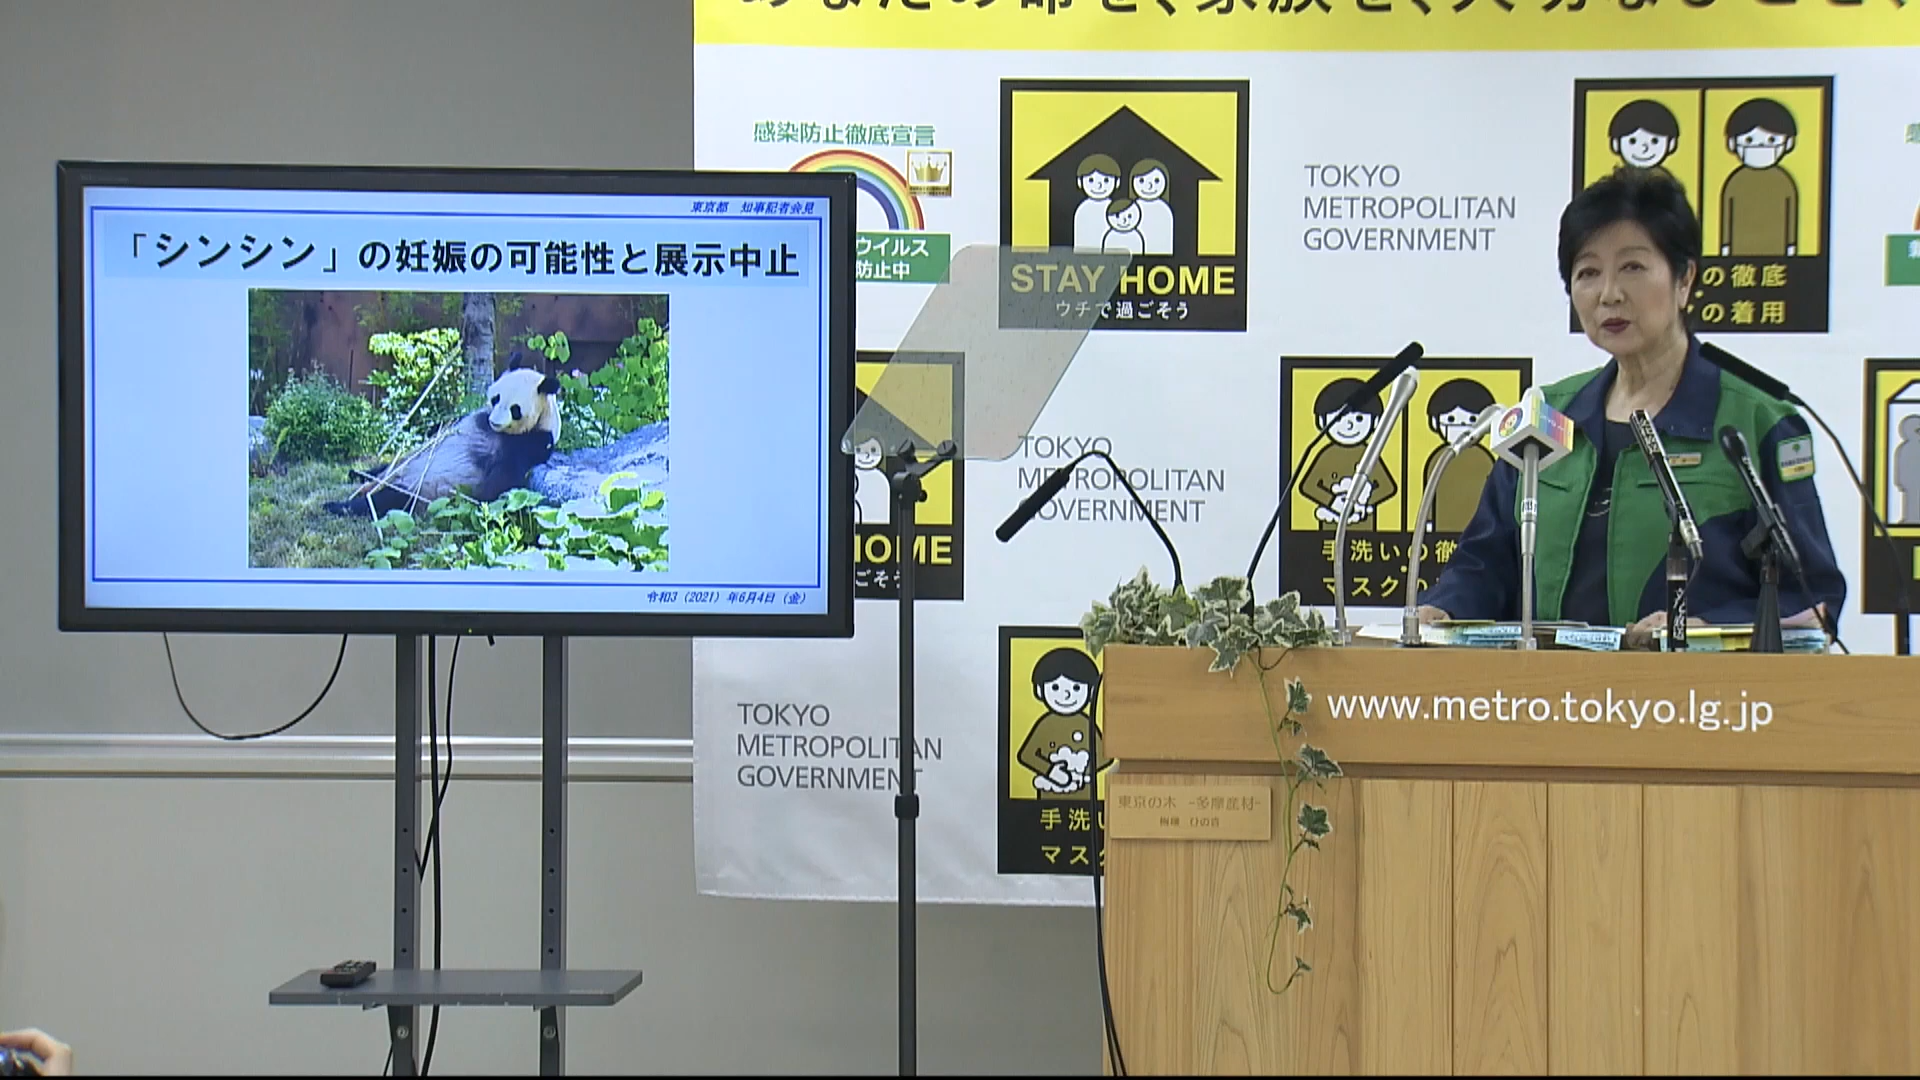 東京都　知事記者会見
「シンシン」の妊娠の可能性と展示中止
令和3（2021）年6月4日（金）
感染防止徹底宣言
ウイルス
防止中
STAY HOME
ウチで過ごそう
TOKYO
METROPOLITAN
GOVERNMENT
の徹底
の着用
HOME
ごそう
TOKYO
METROPOLITAN
GOVERNMENT
手洗いの徹
マスクの
TOKYO
METROPOLITAN
GOVERNMENT
手洗い
マスク
www.metro.tokyo.lg.jp
東京の木 -多摩産材-